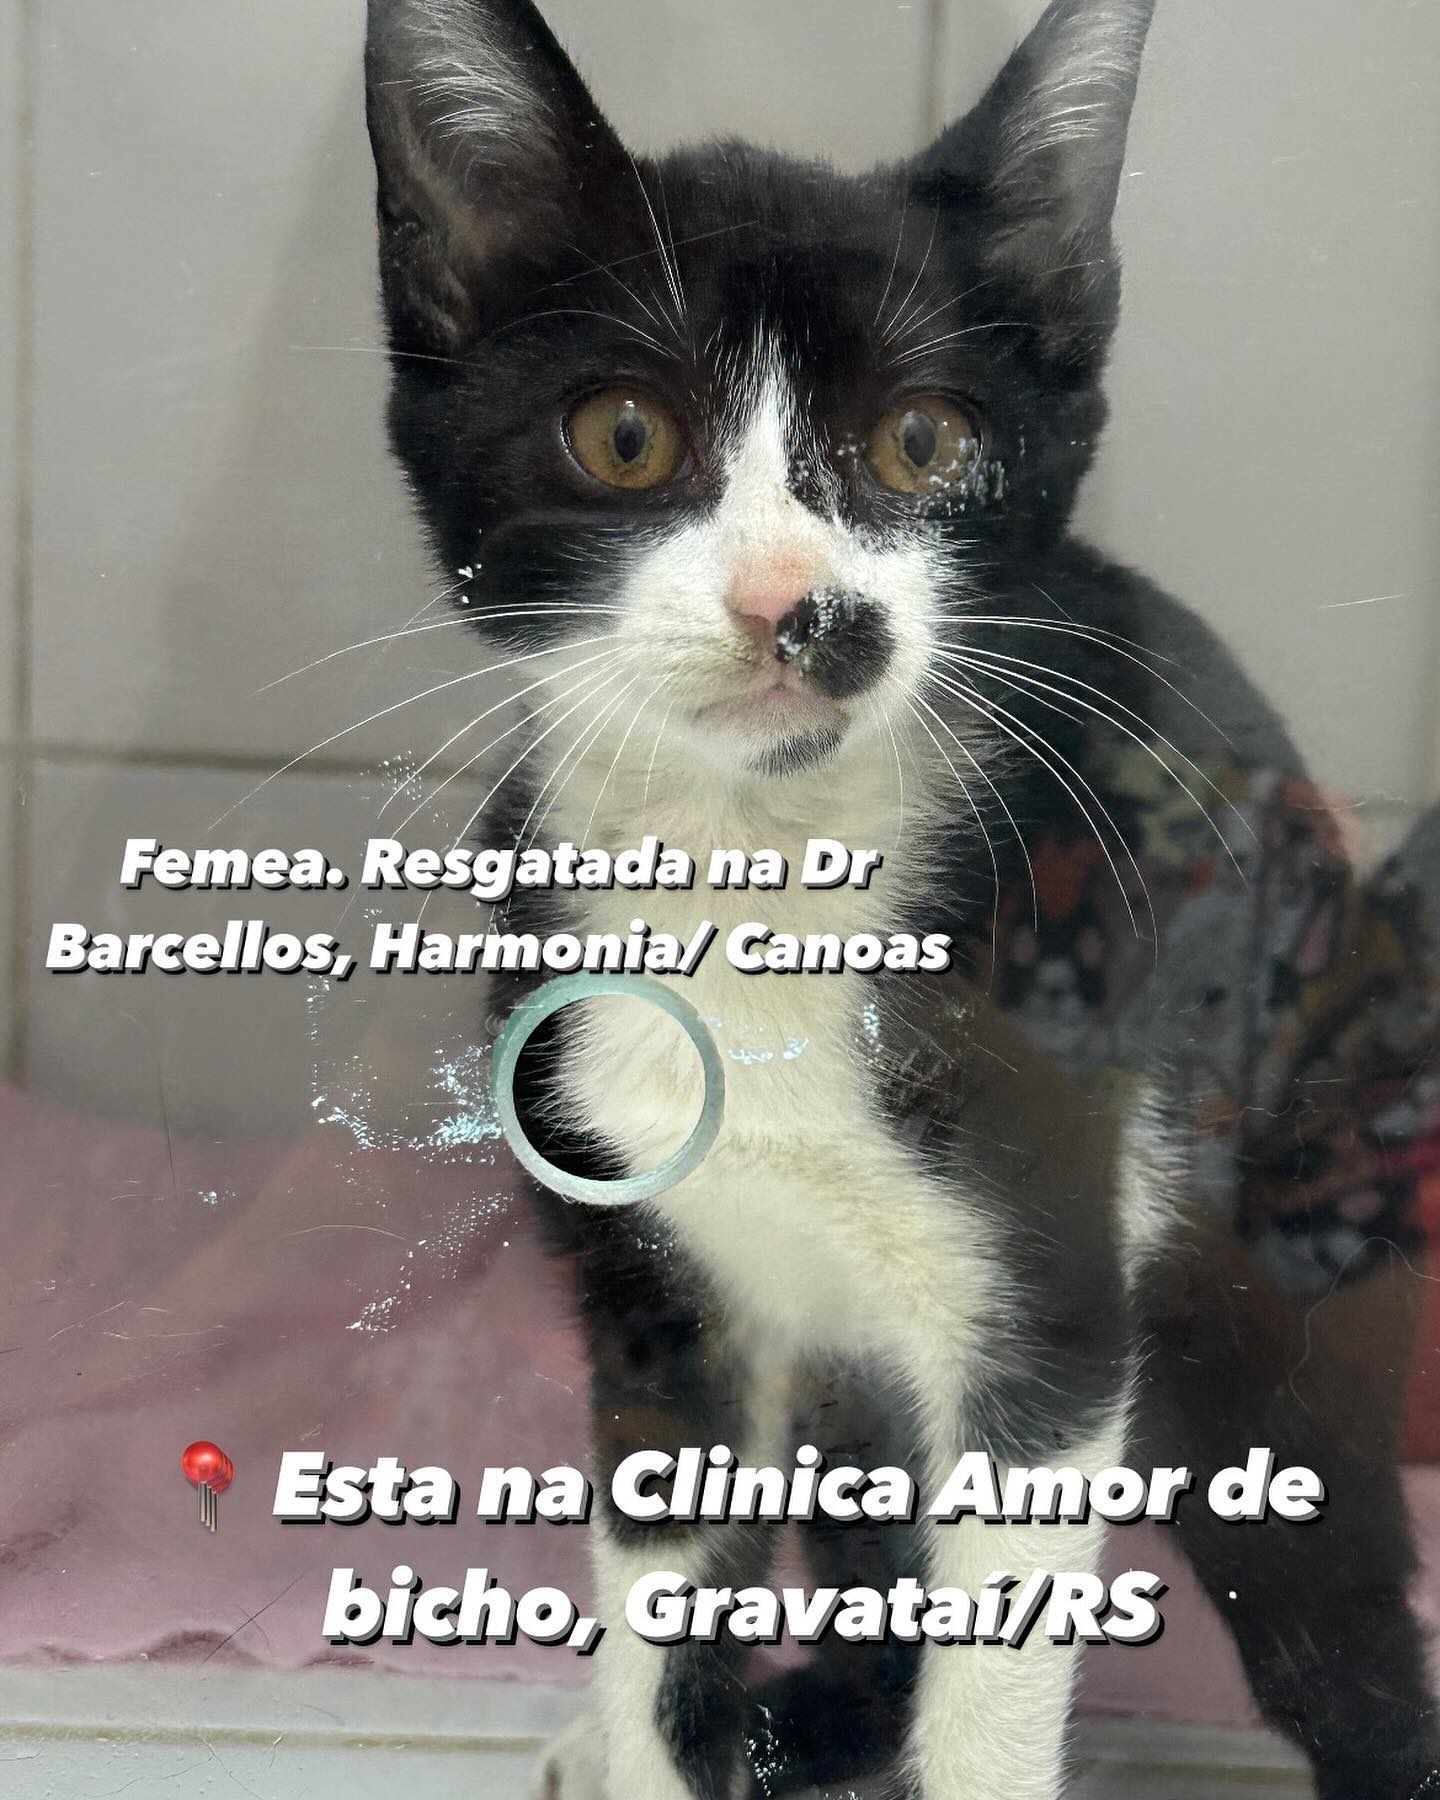 Femea. Resgatada na Dr
Barcellos, Harmonia/ Canoas
Esta na Clinica Amor de
bicho, Gravataí/RS